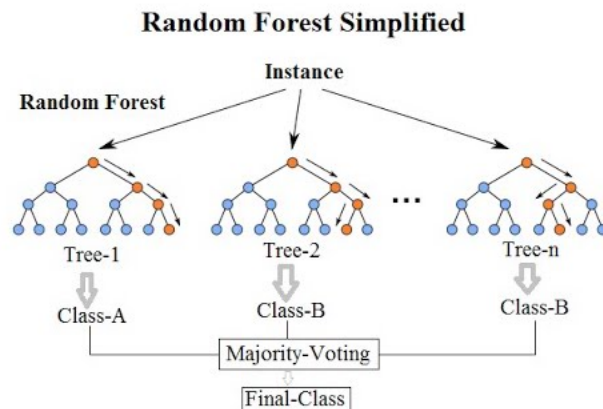 Random Forest Simplified
Instance
Random Forest
...
Tree-1 Tree-2 Tree-n
Class-A Class-B Class-B
Majority-Voting
Final-Class